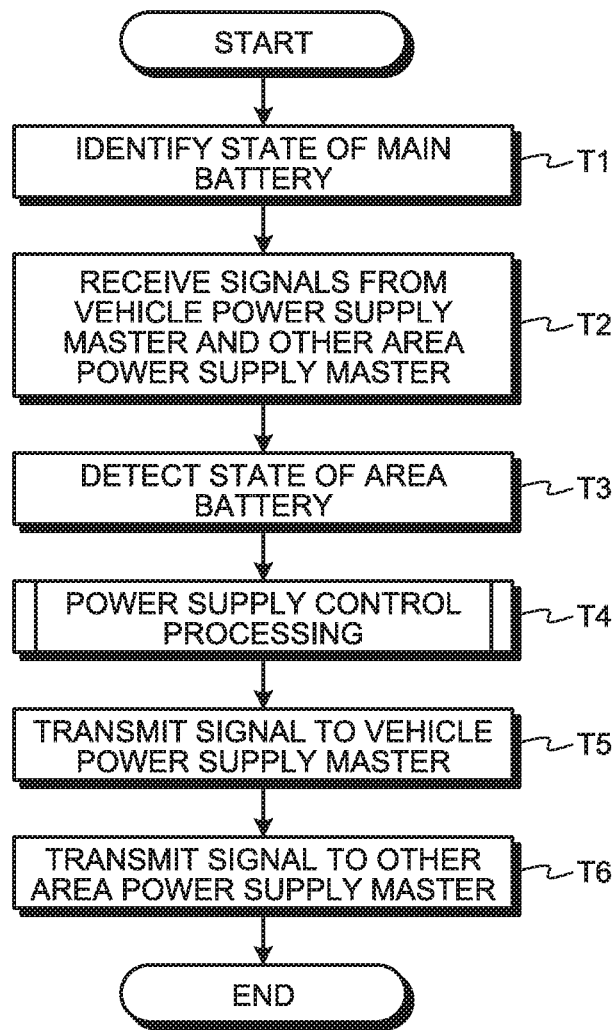 START
IDENTIFY STATE OF MAIN
BATTERY
T1
RECEIVE SIGNALS FROM
VEHICLE POWER SUPPLY
MASTER AND OTHER AREA
POWER SUPPLY MASTER
T2
DETECT STATE OF AREA
BATTERY
T3
POWER SUPPLY CONTROL
PROCESSING
T4
TRANSMIT SIGNAL TO VEHICLE
POWER SUPPLY MASTER
T5
TRANSMIT SIGNAL TO OTHER
AREA POWER SUPPLY MASTER
T6
END